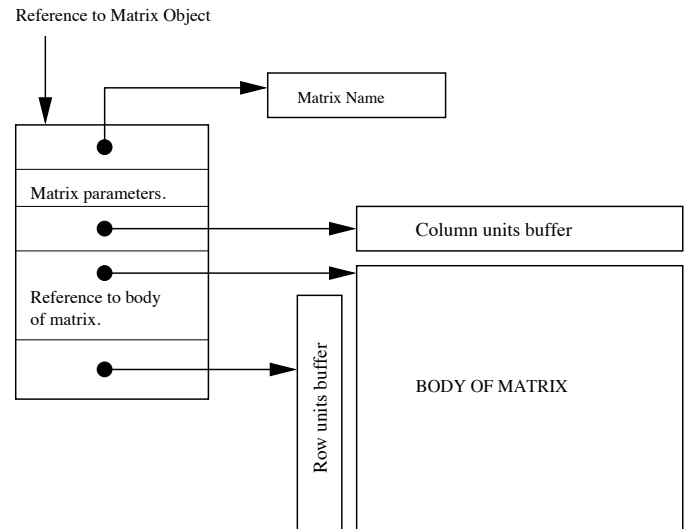 Reference to Matrix Object
Matrix Name
Matrix parameters.
Column units buffer
Reference to body
of matrix.
Row units buffer
BODY OF MATRIX